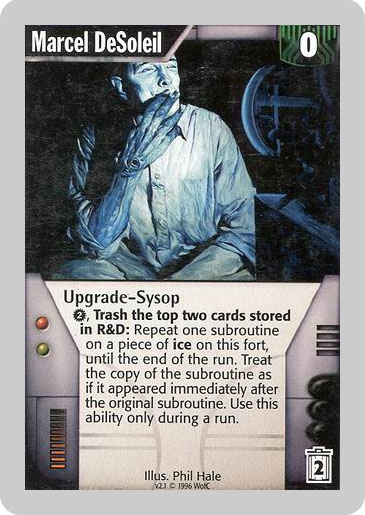 Marcel DeSoleil
0
Upgrade-Sysop
2, Trash the top two cards stored
in R&D: Repeat one subroutine
on a piece of ice on this fort,
until the end of the run. Treat
the copy of the subroutine as
if it appeared immediately after
the original subroutine. Use this
ability only during a run.
2
Illus. Phil Hale
v2.1 © 1996 WotC